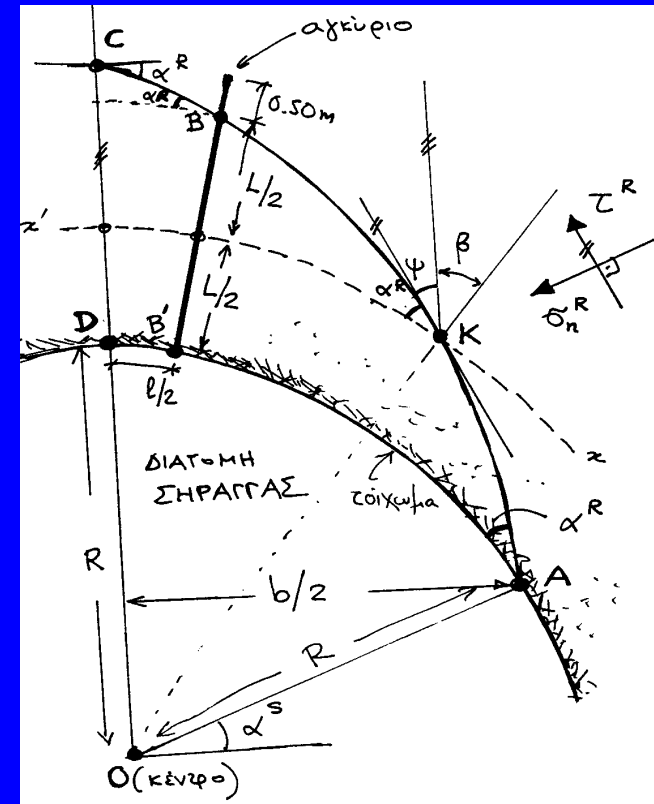 αγκύριο
C
α^R
α^R
0.50m
B
L/2
x'
L/2
ψ
β
τ^R
α^R
σ_n^R
K
D
B'
l/2
x
ΔΙΑΤΟΜΗ
ΣΗΡΑΓΓΑΣ
τοίχωμα
α^R
R
b/2
A
R
α^s
O (κέντρο)